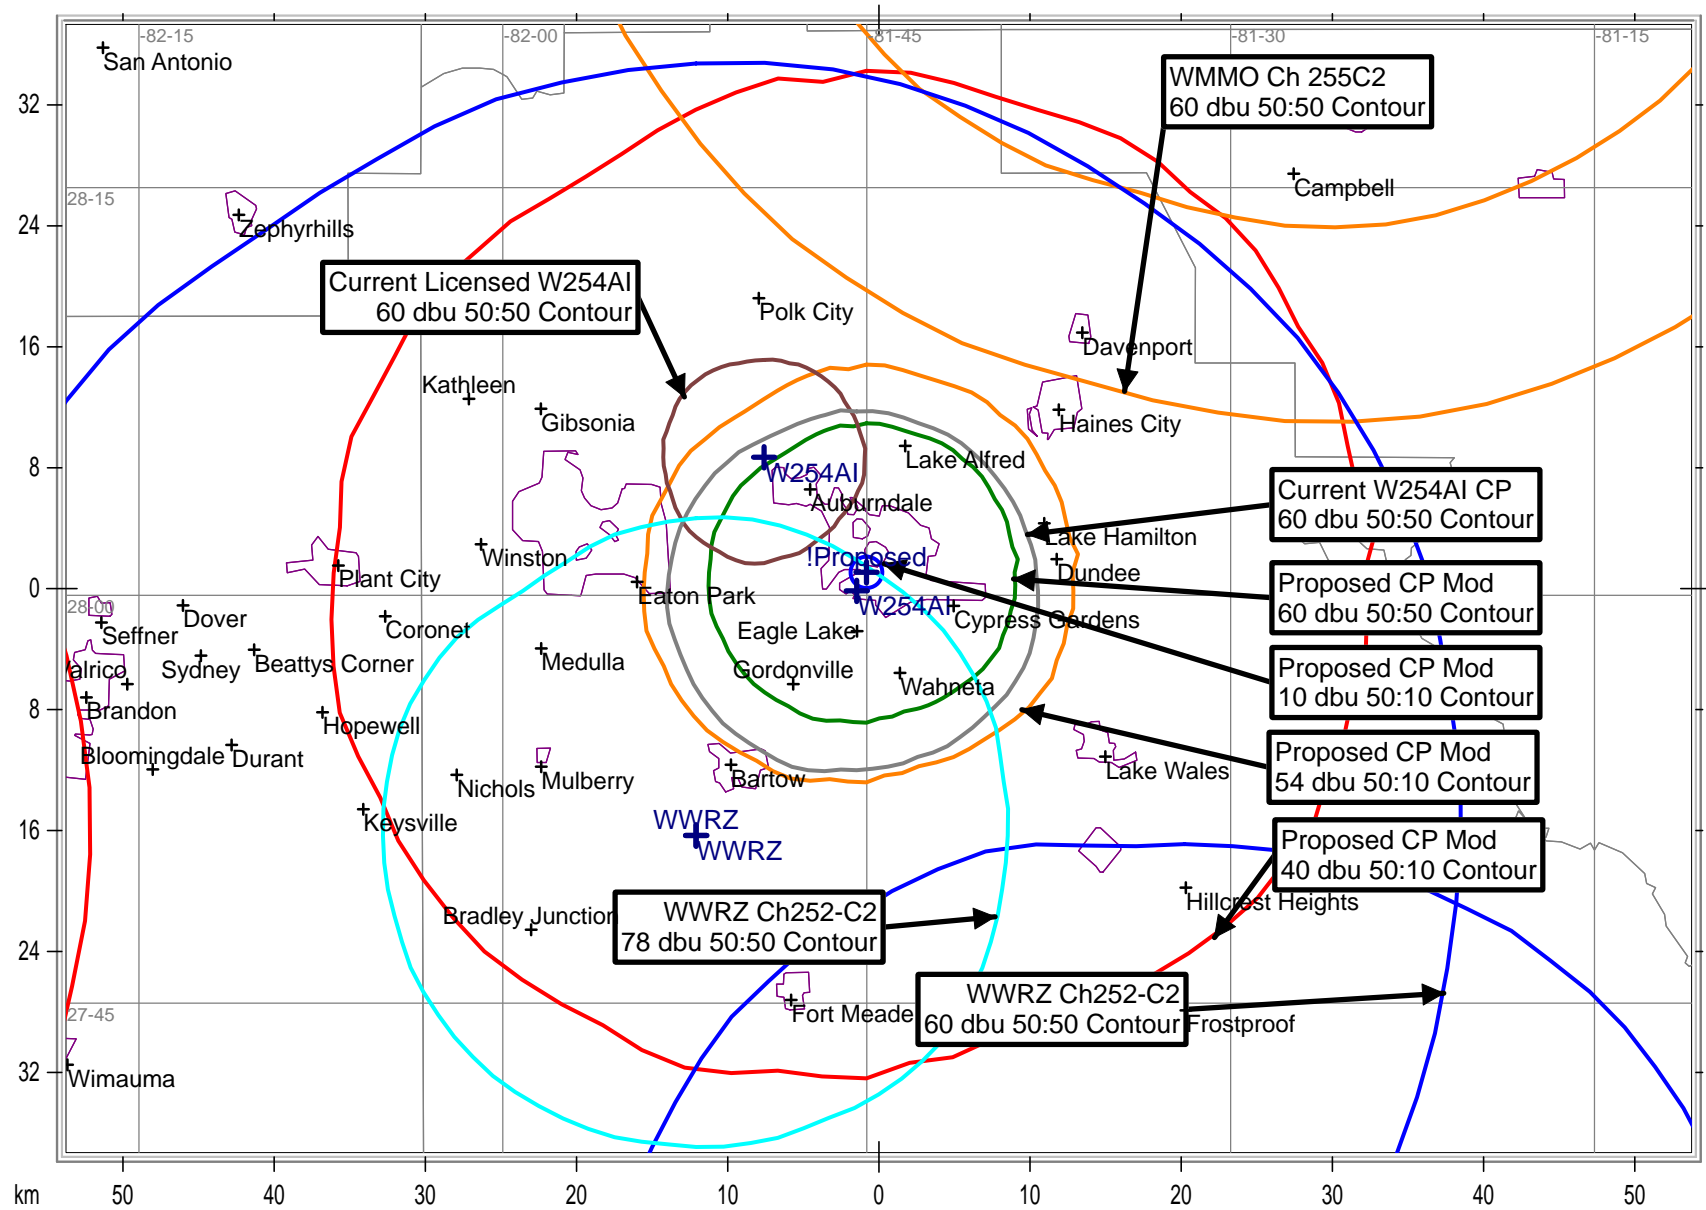 -82-15
-82-00
-81-45
-81-30
-81-15
San Antonio
32
WMMO Ch 255C2
60 dbu 50:50 Contour
28-15
Campbell
24
Zephyrhills
Current Licensed W254AI
60 dbu 50:50 Contour
Polk City
16
Davenport
Kathleen
Gibsonia
Haines City
8
W254AI
Lake Alfred
Auburndale
Current W254AI CP
60 dbu 50:50 Contour
Lake Hamilton
Winston
!Proposed
Plant City
Dundee
0
28-00
Eaton Park
W254AI
Proposed CP Mod
60 dbu 50:50 Contour
Dover
Cypress Gardens
Seffner
Coronet
Eagle Lake
Sydney
Beattys Corner
Medulla
Gordonville
Wahneta
Proposed CP Mod
10 dbu 50:10 Contour
8
Brandon
Hopewell
Bloomingdale
Durant
Proposed CP Mod
54 dbu 50:10 Contour
Nichols
Mulberry
Bartow
Lake Wales
16
Keysville
WWRZ
WWRZ
Proposed CP Mod
40 dbu 50:10 Contour
Hillcrest Heights
Bradley Junction
WWRZ Ch252-C2
78 dbu 50:50 Contour
24
27-45
Fort Meade
WWRZ Ch252-C2
60 dbu 50:50 Contour
Frostproof
32
Wimauma
km
50
40
30
20
10
0
10
20
30
40
50